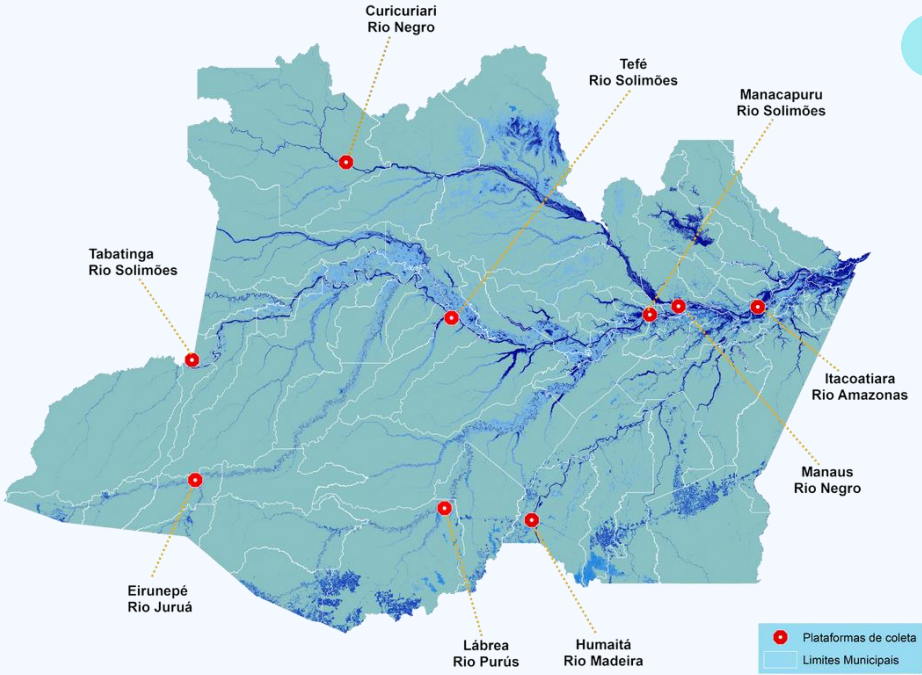 Curicuriari
Rio Negro
Tefé
Rio Solimões
Manacapuru
Rio Solimões
Tabatinga
Rio Solimões
Itacoatiara
Rio Amazonas
Manaus
Rio Negro
Eirunepé
Rio Juruá
Lábrea
Rio Purús
Humaitá
Rio Madeira
Plataformas de coleta
Limites Municipais